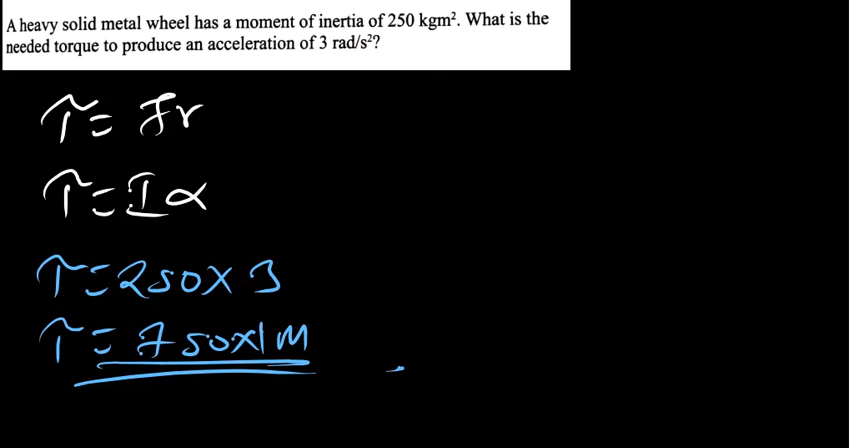 A heavy solid metal wheel has a moment of inertia of 250 kgm². What is the
needed torque to produce an acceleration of 3 rad/s²?
τ = Fr
τ = Iα
τ = 250 x 3
τ = 750 NM